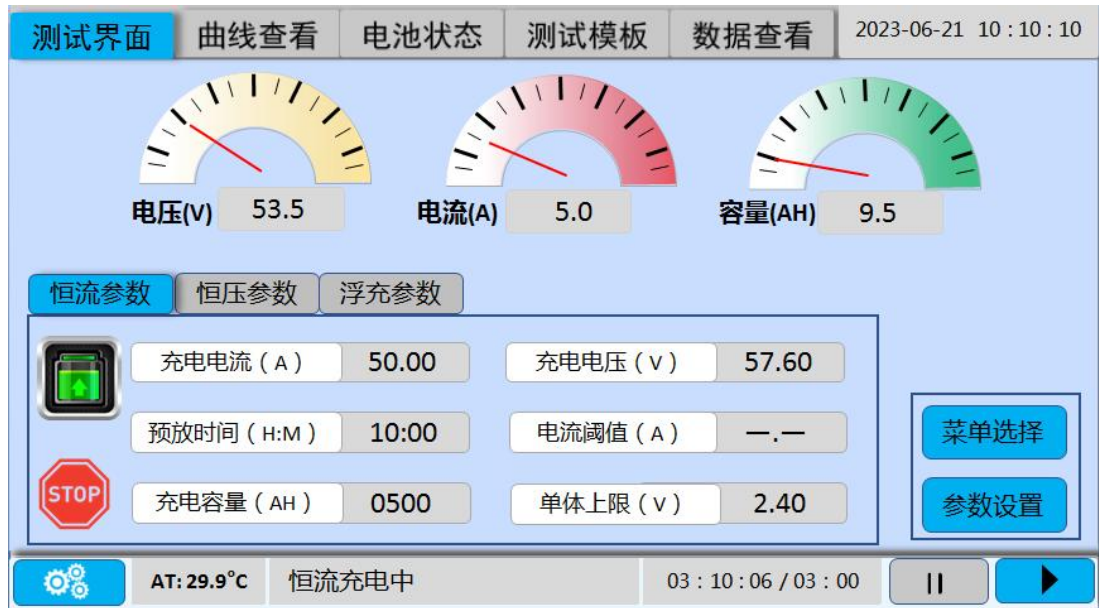 测试界面 曲线查看 电池状态 测试模板 数据查看 2023-06-21 10:10:10
电压(V) 53.5 电流(A) 5.0 容量(AH) 9.5
恒流参数 恒压参数 浮充参数
充电电流(A) 50.00 充电电压(V) 57.60
预放时间(H:M) 10:00 电流阈值(A) —.—
菜单选择
STOP 充电容量(AH) 0500 单体上限(V) 2.40
参数设置
AT: 29.9°C 恒流充电中 03:10:06/03:00